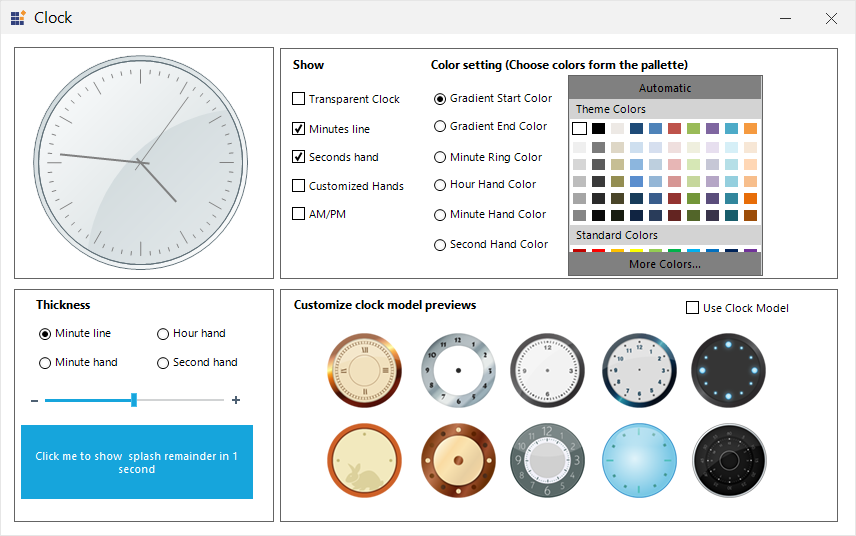 Clock
Show
Transparent Clock
Minutes line
Seconds hand
Customized Hands
AM/PM
Color setting (Choose colors form the pallette)
Gradient Start Color
Gradient End Color
Minute Ring Color
Hour Hand Color
Minute Hand Color
Second Hand Color
Automatic
Theme Colors
Standard Colors
More Colors...
Thickness
Minute line
Hour hand
Minute hand
Second hand
- +
Click me to show splash remainder in 1
second
Customize clock model previews
Use Clock Model